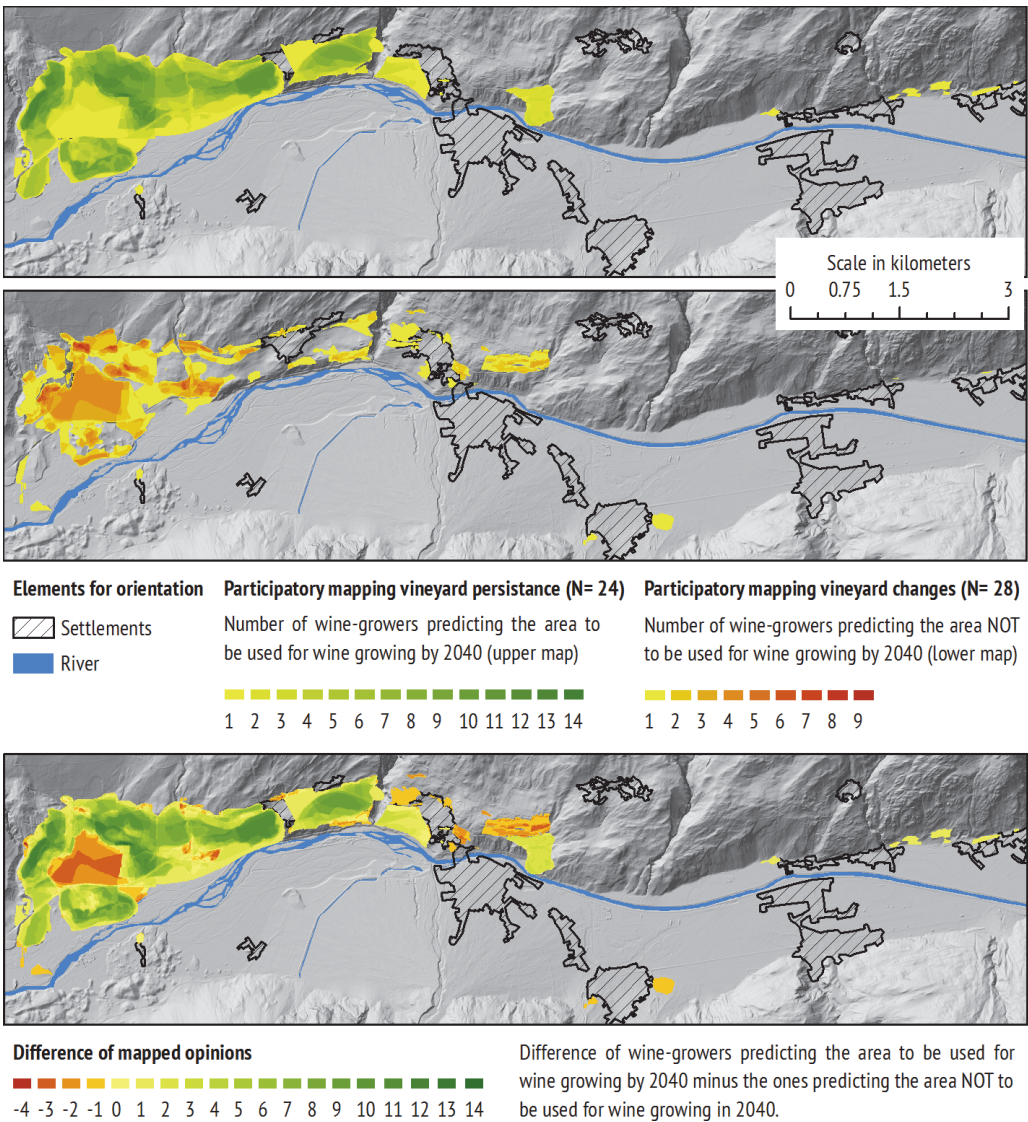 Scale in kilometers
0 0.75 1.5 3
Elements for orientation
Settlements
River
Participatory mapping vineyard persistance (N= 24)
Number of wine-growers predicting the area to
be used for wine growing by 2040 (upper map)
1 2 3 4 5 6 7 8 9 10 11 12 13 14
Participatory mapping vineyard changes (N= 28)
Number of wine-growers predicting the area NOT
to be used for wine growing by 2040 (lower map)
1 2 3 4 5 6 7 8 9
Difference of mapped opinions
-4 -3 -2 -1 0 1 2 3 4 5 6 7 8 9 10 11 12 13 14
Difference of wine-growers predicting the area to be used for
wine growing by 2040 minus the ones predicting the area NOT to
be used for wine growing in 2040.